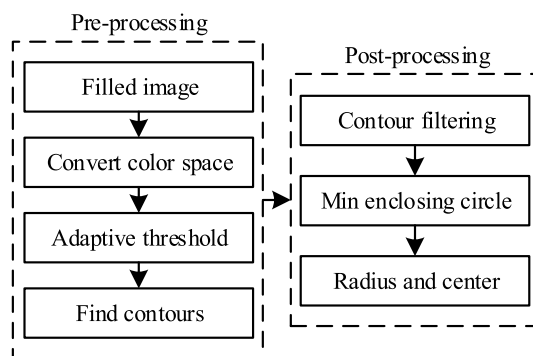 Pre-processing
Filled image
Convert color space
Adaptive threshold
Find contours
Post-processing
Contour filtering
Min enclosing circle
Radius and center